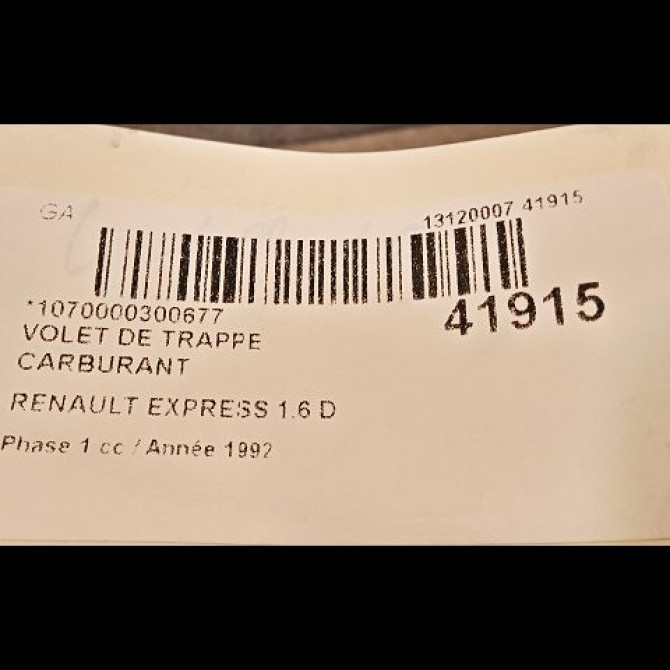 GA
13120007 41915
*1070000300677
41915
VOLET DE TRAPPE
CARBURANT
RENAULT EXPRESS 1.6 D
Phase 1 cc / Année 1992